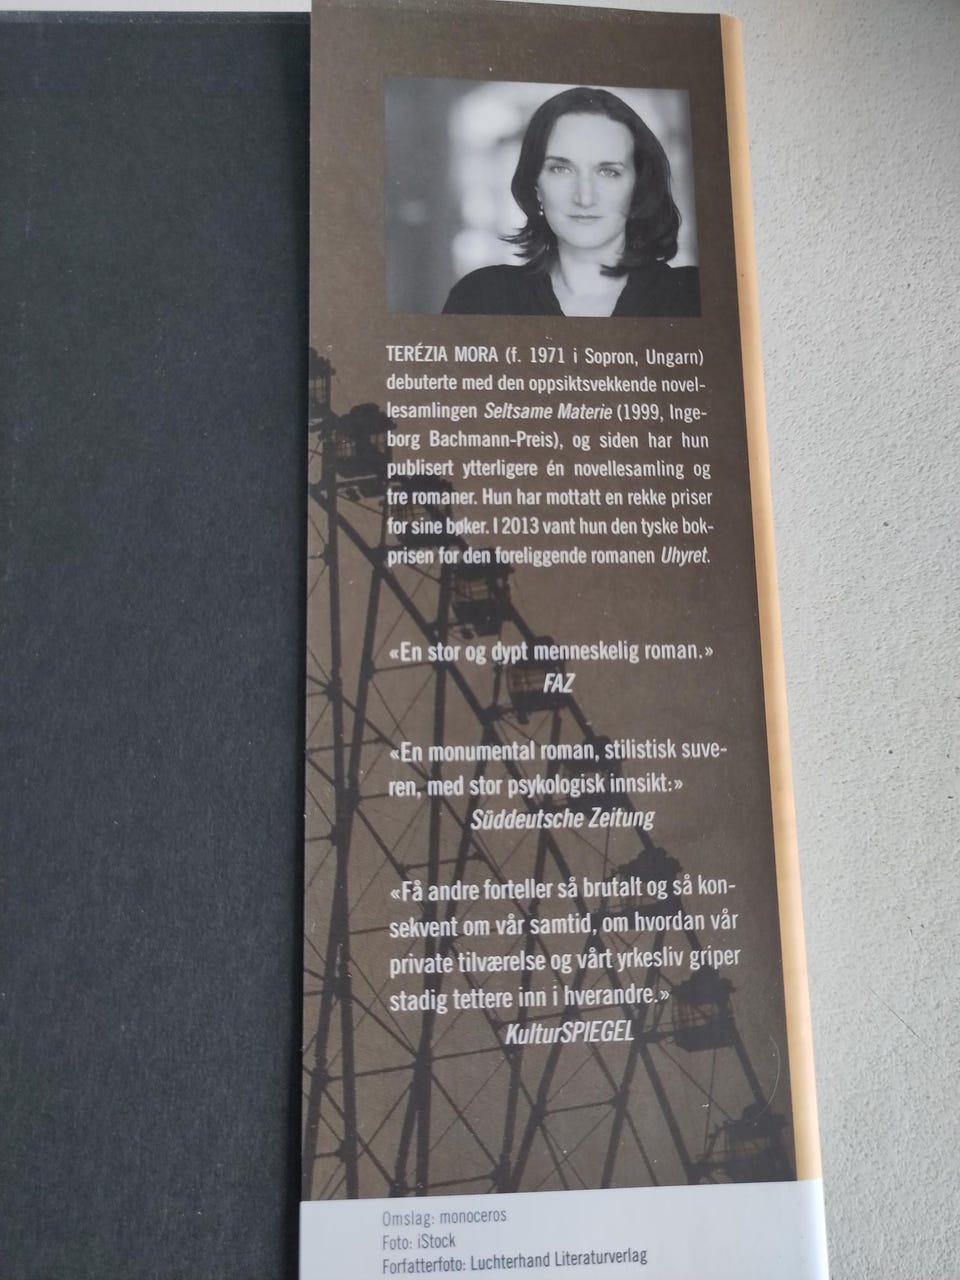 TERÉZIA MORA (f. 1971 i Sopron, Ungarn)
debuterte med den oppsiktsvekkende novel-
lesamlingen Seltsame Materie (1999, Inge-
borg Bachmann-Preis), og siden har hun
publisert ytterligere én novellesamling og
tre romaner. Hun har mottatt en rekke priser
for sine bøker. I 2013 vant hun den tyske bok-
prisen for den foreliggende romanen Uhyret.
«En stor og dypt menneskelig roman.»
FAZ
«En monumental roman, stilistisk suve-
ren, med stor psykologisk innsikt:»
Süddeutsche Zeitung
«Få andre forteller så brutalt og så kon-
sekvent om vår samtid, om hvordan vår
private tilværelse og vårt yrkesliv griper
stadig tettere inn i hverandre.»
KulturSPIEGEL
Omslag: monoceros
Foto: iStock
Forfatterfoto: Luchterhand Literaturverlag